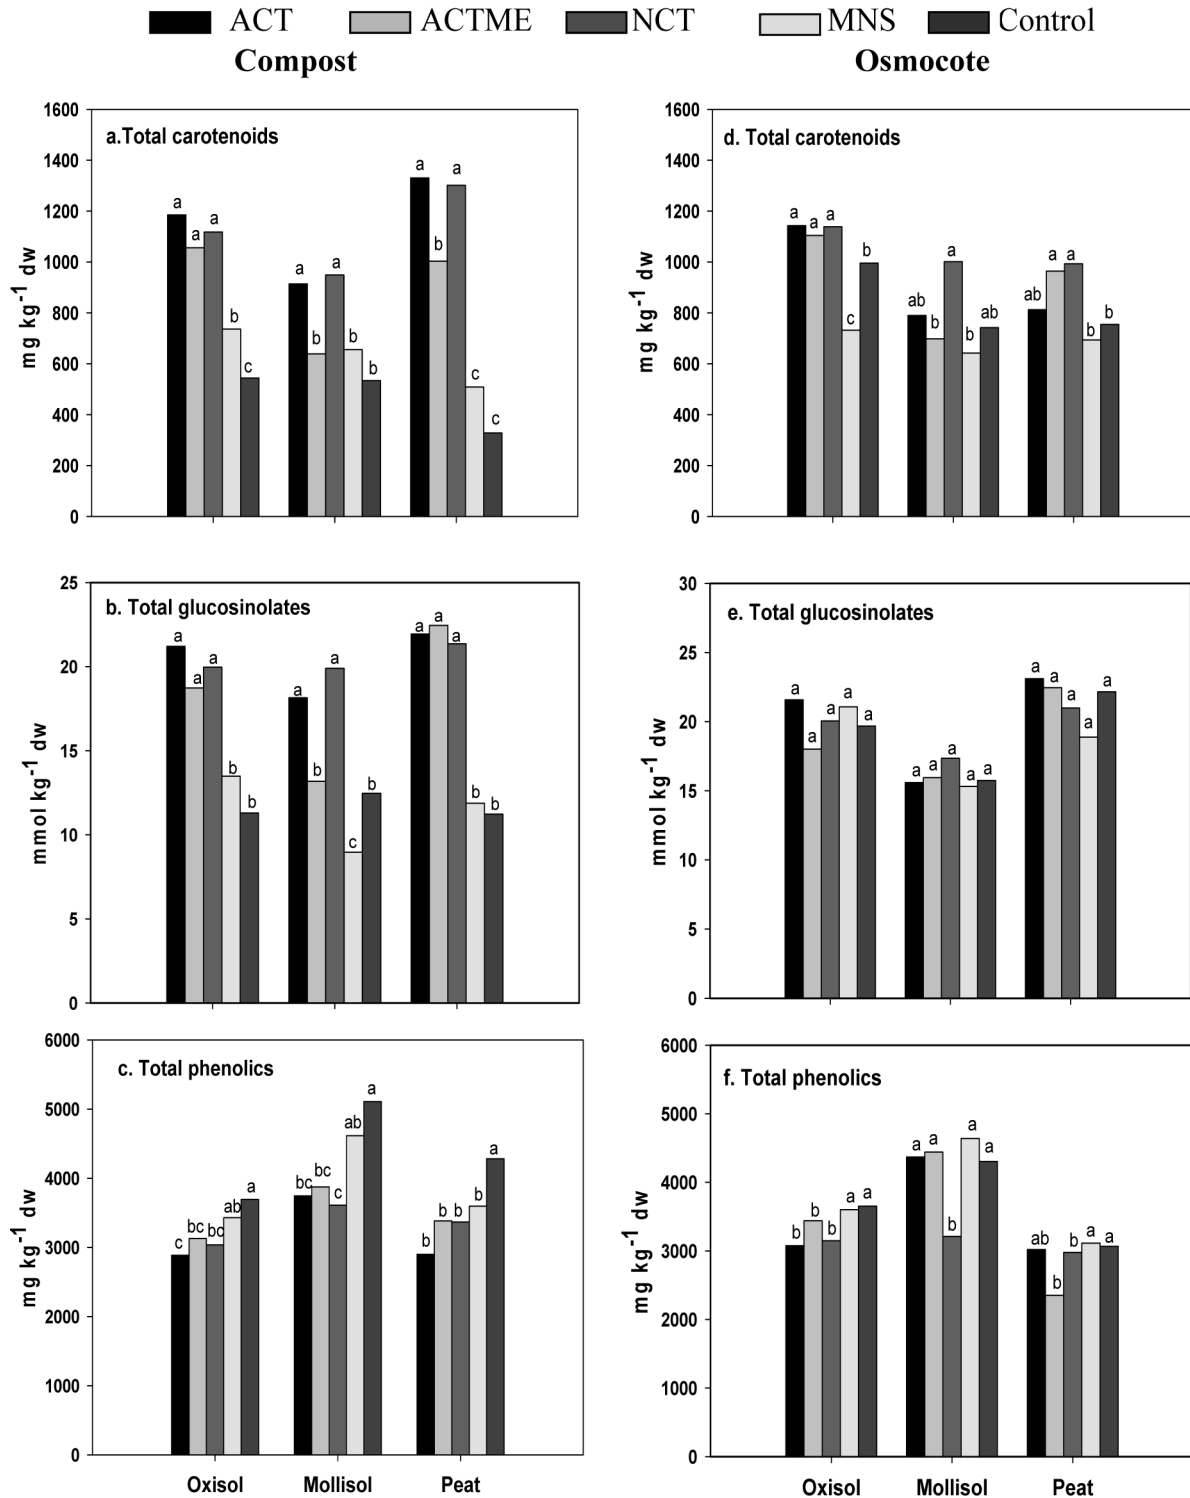 ACT ACTME NCT MNS Control
Compost Osmocote
a.Total carotenoids
mg kg-1 dw
1600
1400
1200
1000
800
600
400
200
0
a a a b c
a b a b b
a b a c c
d. Total carotenoids
mg kg-1 dw
1600
1400
1200
1000
800
600
400
200
0
a a a c b
ab b a b ab
ab a a b b
b. Total glucosinolates
mmol kg-1 dw
25
20
15
10
5
0
a a a b b
a b a c b
a a a b b
e. Total glucosinolates
mmol kg-1 dw
30
25
20
15
10
5
0
a a a a a
a a a a a
a a a a a
c. Total phenolics
mg kg-1 dw
6000
5000
4000
3000
2000
1000
0
c bc bc ab a
bc bc c ab a
b b b b a
Oxisol Mollisol Peat
f. Total phenolics
mg kg-1 dw
6000
5000
4000
3000
2000
1000
0
b b b a a
a a b a a
ab b b a a
Oxisol Mollisol Peat